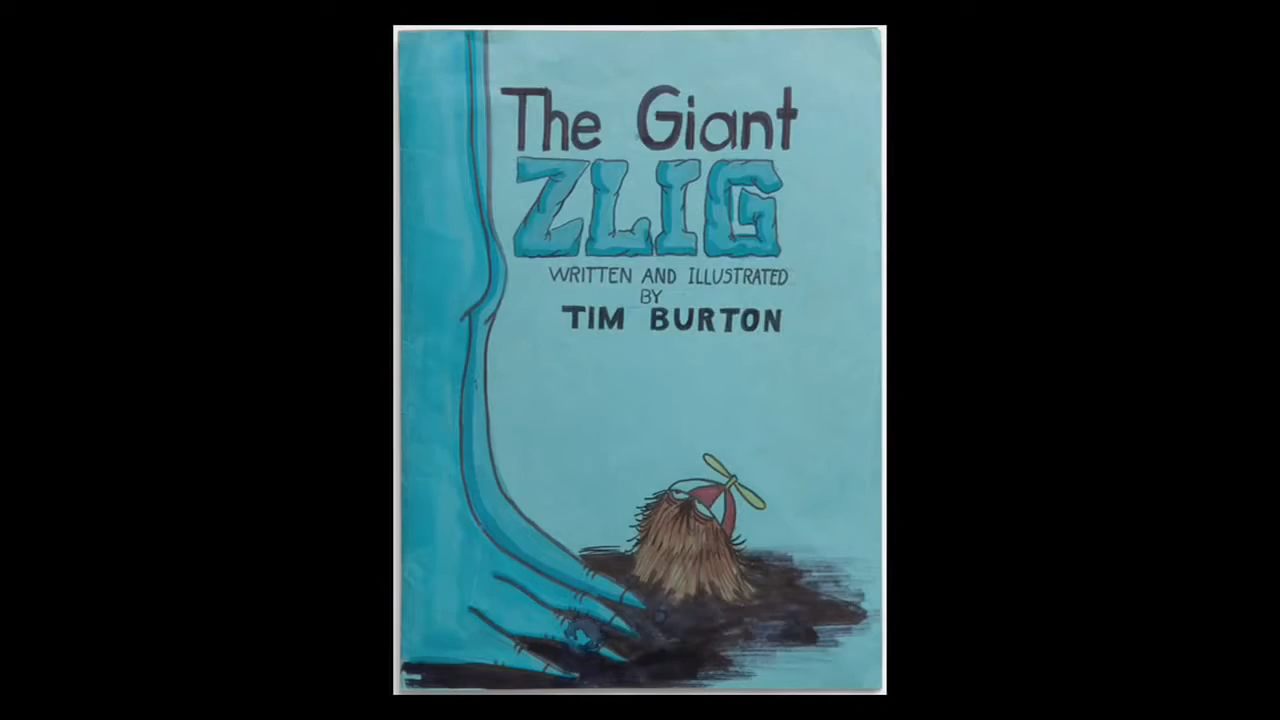 The Giant
ZLIG
WRITTEN AND ILLUSTRATED
BY
TIM BURTON